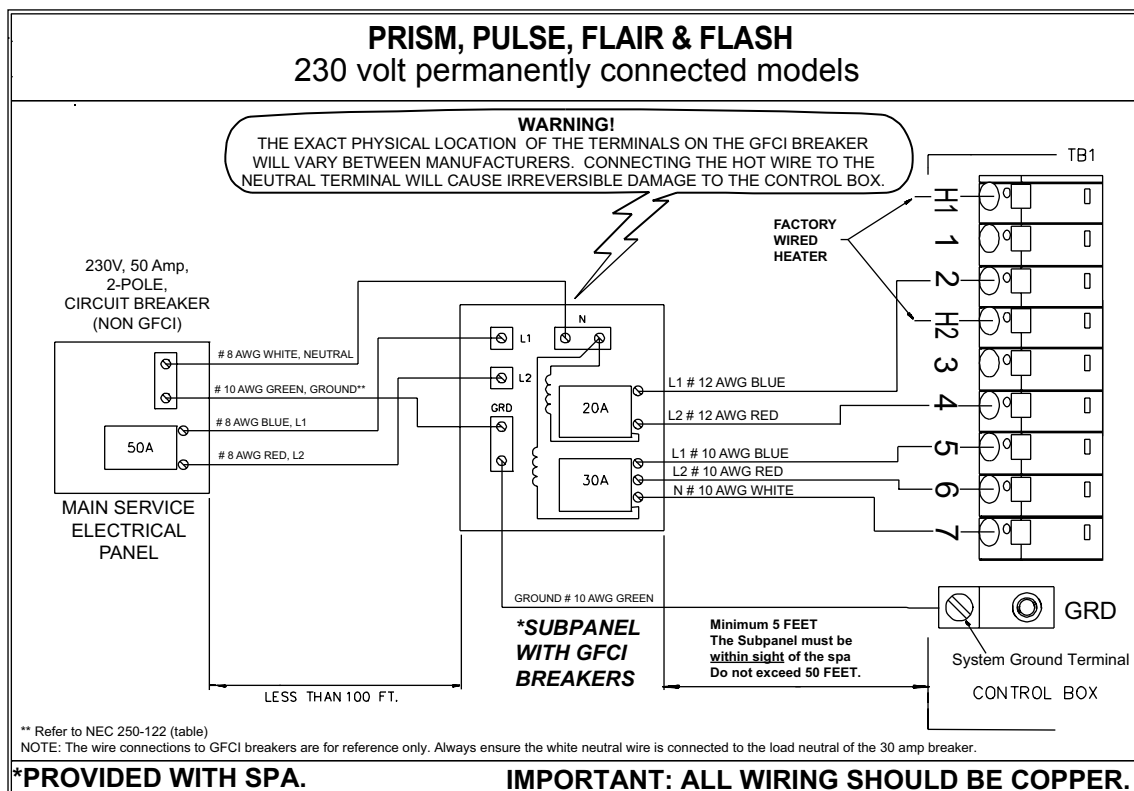 PRISM, PULSE, FLAIR & FLASH
230 volt permanently connected models
WARNING!
THE EXACT PHYSICAL LOCATION OF THE TERMINALS ON THE GFCI BREAKER
WILL VARY BETWEEN MANUFACTURERS. CONNECTING THE HOT WIRE TO THE
NEUTRAL TERMINAL WILL CAUSE IRREVERSIBLE DAMAGE TO THE CONTROL BOX.
TB1
H1
1
2
H2
3
4
5
6
7
FACTORY
WIRED
HEATER
230V, 50 Amp,
2-POLE,
CIRCUIT BREAKER
(NON GFCI)
# 8 AWG WHITE, NEUTRAL
# 10 AWG GREEN, GROUND**
# 8 AWG BLUE, L1
# 8 AWG RED, L2
50A
MAIN SERVICE
ELECTRICAL
PANEL
N
L1
L2
GRD
20A
30A
L1 # 12 AWG BLUE
L2 # 12 AWG RED
L1 # 10 AWG BLUE
L2 # 10 AWG RED
N # 10 AWG WHITE
GROUND # 10 AWG GREEN
*SUBPANEL
WITH GFCI
BREAKERS
Minimum 5 FEET
The Subpanel must be
within sight of the spa
Do not exceed 50 FEET.
GRD
System Ground Terminal
CONTROL BOX
LESS THAN 100 FT.
** Refer to NEC 250-122 (table)
NOTE: The wire connections to GFCI breakers are for reference only. Always ensure the white neutral wire is connected to the load neutral of the 30 amp breaker.
*PROVIDED WITH SPA.
IMPORTANT: ALL WIRING SHOULD BE COPPER.